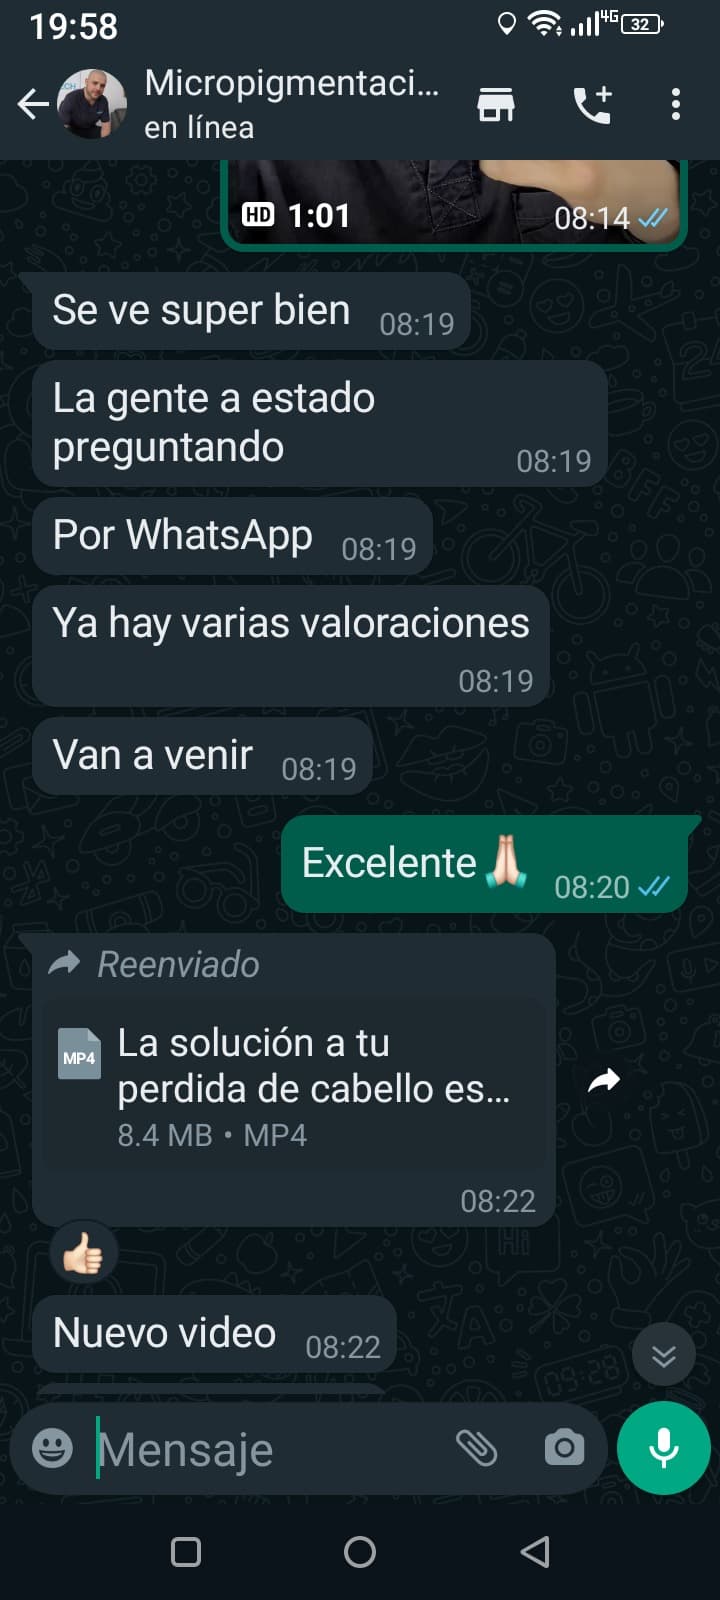 19:58
4G
32
Micropigmentaci...
en línea
HD 1:01
08:14
Se ve super bien 08:19
La gente a estado
preguntando
08:19
Por WhatsApp 08:19
Ya hay varias valoraciones
08:19
Van a venir 08:19
Excelente🙏🏻 08:20
Reenviado
MP4
La solución a tu
perdida de cabello es...
8.4 MB • MP4
08:22
👍🏻
Nuevo video 08:22
Mensaje